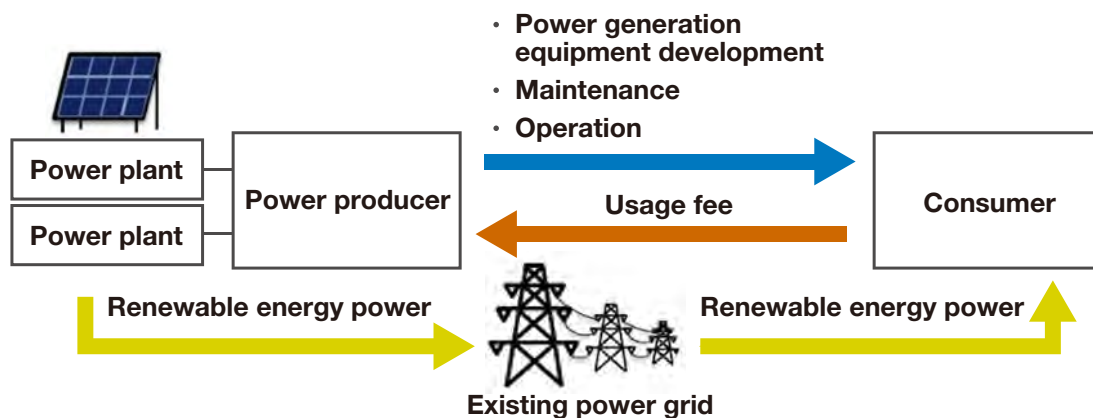 · Power generation
equipment development
· Maintenance
· Operation
Power plant
Power producer
Power plant
Usage fee
Consumer
Renewable energy power
Renewable energy power
Existing power grid